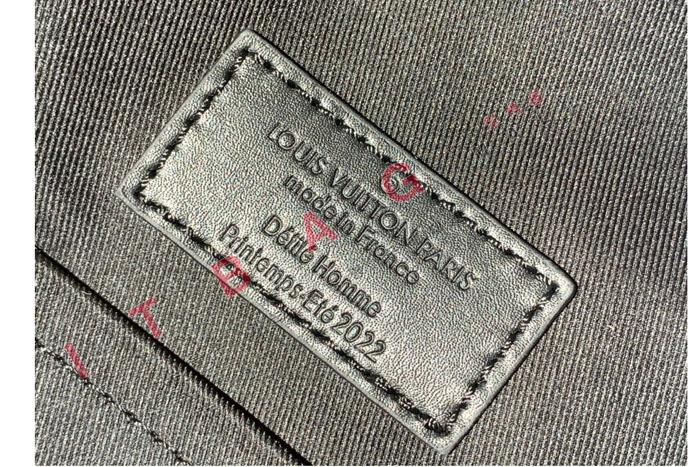 LOUIS VUITTON PARIS
made in France
Défilé Homme
Printemps-Eté 2022